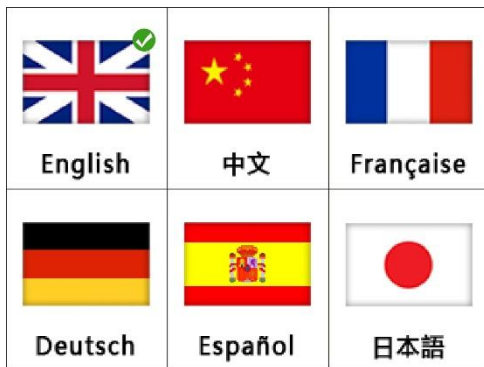 English
中文
Française
Deutsch
Español
日本語